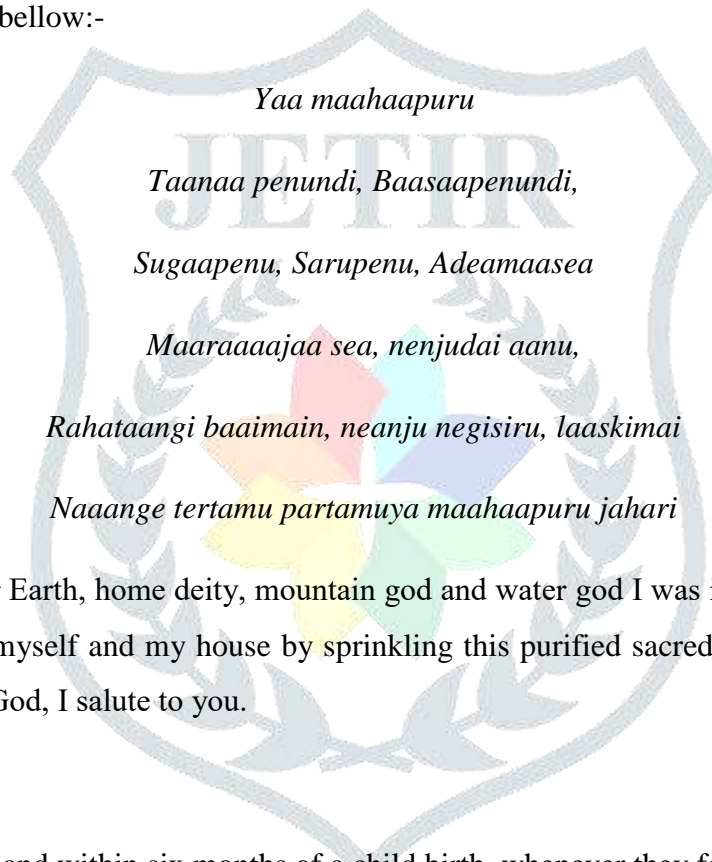 bellow:-
Yaa maahaapuru
JETIR
Taanaa penundi, Baasaapenundi,
Sugaapenu, Sarupenu, Adeamaasea
Maaraaaajaa sea, nenjudai aanu,
Rahataangi baaimain, neanju negisiru, laaskimai
Naaange tertamu partamuya maahaapuru jahari
Earth, home deity, mountain god and water god I was
myself and my house by sprinkling this purified sacred
God, I salute to you.
and within six months of a child birth, whenever they